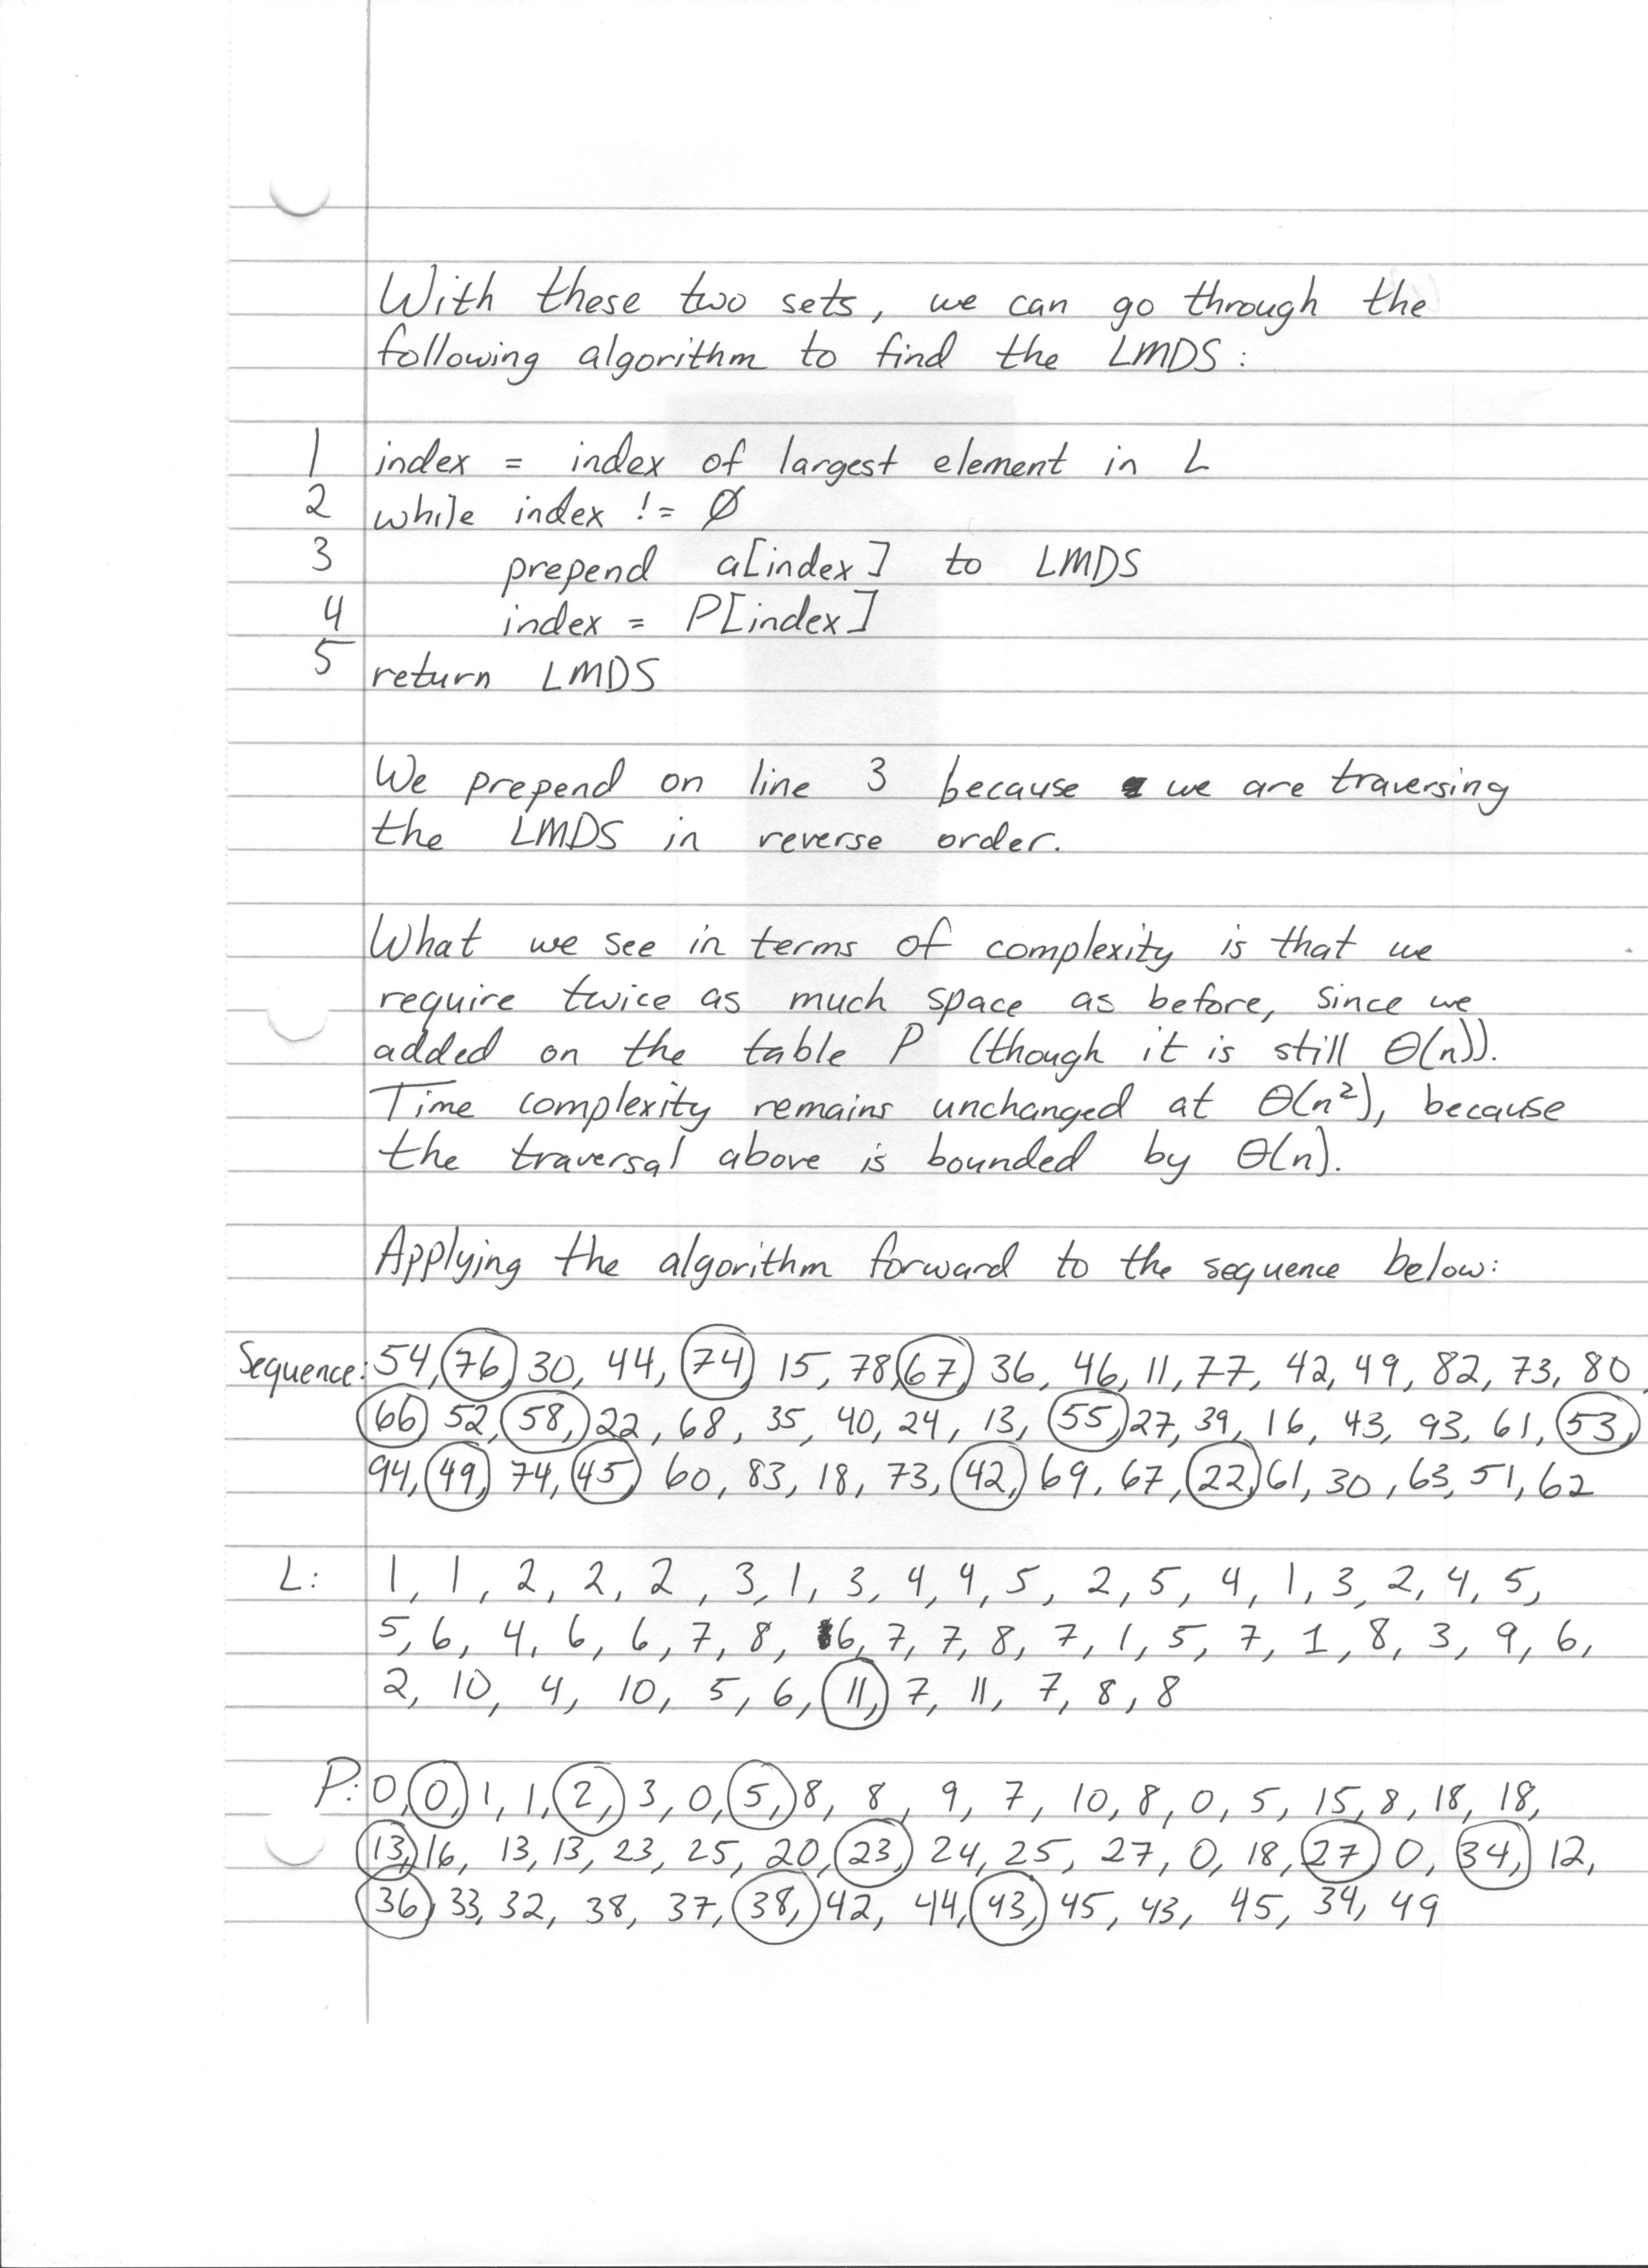 With these two sets, we can go through the
following algorithm to find the LMDS:
1 index = index of largest element in L
2 while index != Ø
3 prepend a[index] to LMDS
4 index = P[index]
5 return LMDS
We prepend on line 3 because we are traversing
the LMDS in reverse order.
What we see in terms of complexity is that we
require twice as much space as before, since we
added on the table P (though it is still Θ(n)).
Time complexity remains unchanged at Θ(n²), because
the traversal above is bounded by Θ(n).
Applying the algorithm forward to the sequence below:
Sequence: 54, 76, 30, 44, 74, 15, 78, 67, 36, 46, 11, 77, 42, 49, 82, 73, 80,
66, 52, 58, 22, 68, 35, 40, 24, 13, 55, 27, 39, 16, 43, 93, 61, 53,
94, 49, 74, 45, 60, 83, 18, 73, 42, 69, 67, 22, 61, 30, 63, 51, 62
L: 1, 1, 2, 2, 2, 3, 1, 3, 4, 4, 5, 2, 5, 4, 1, 3, 2, 4, 5,
5, 6, 4, 6, 6, 7, 8, 6, 7, 7, 8, 7, 1, 5, 7, 1, 8, 3, 9, 6,
2, 10, 4, 10, 5, 6, 11, 7, 11, 7, 8, 8
P: 0, 0, 1, 1, 2, 3, 0, 5, 8, 8, 9, 7, 10, 8, 0, 5, 15, 8, 18, 18,
13, 16, 13, 13, 23, 25, 20, 23, 24, 25, 27, 0, 18, 27, 0, 34, 12,
36, 33, 32, 38, 37, 38, 42, 44, 43, 45, 43, 45, 34, 49